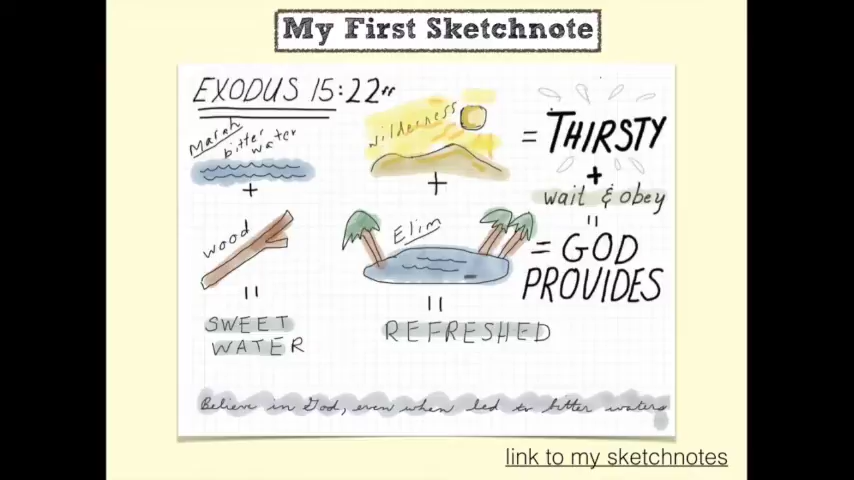 My First Sketchnote
EXODUS 15:22ff
Marah
bitter
water
+
wood
=
SWEET
WATER
wilderness
+
Elim
=
REFRESHED
= THIRSTY
+
wait & obey
=
= GOD
PROVIDES
Believe in God, even when led to bitter waters
link to my sketchnotes